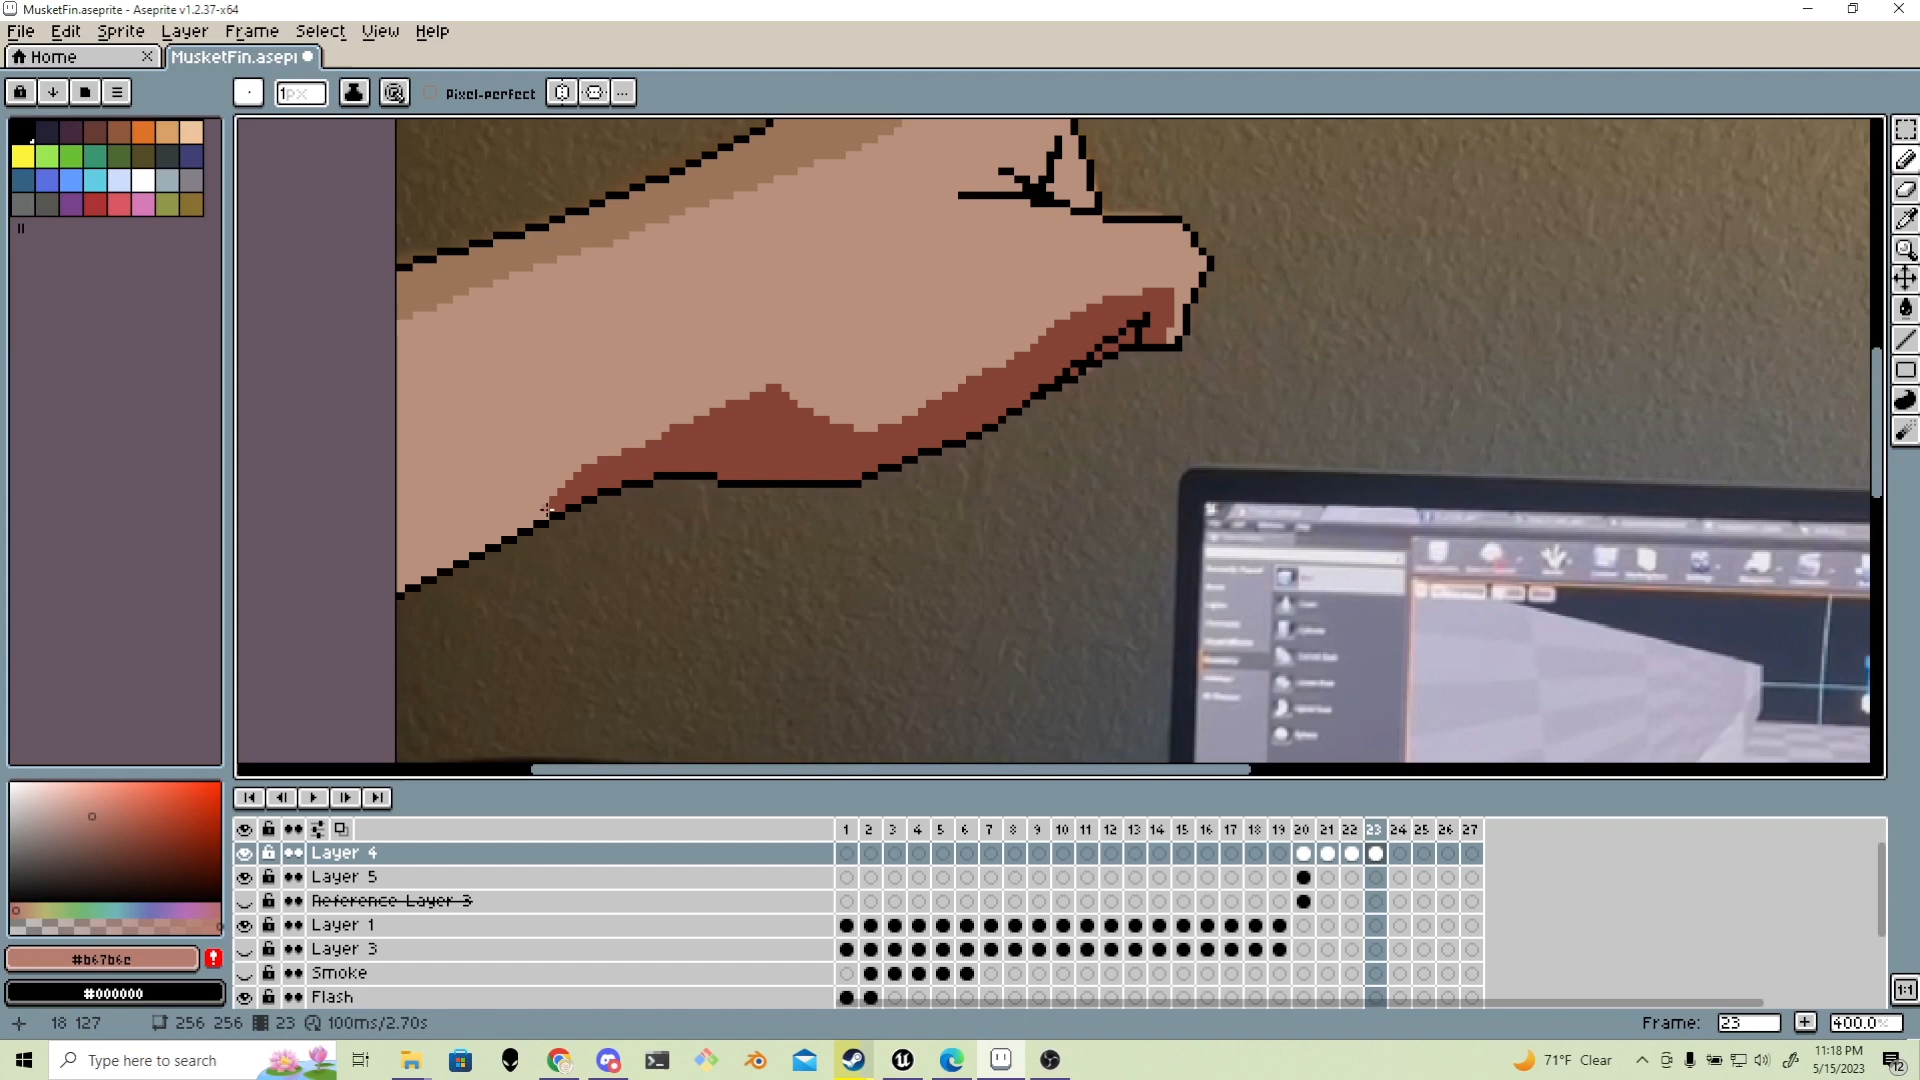 MusketFin.aseprite - Aseprite v1.2.37-x64
File Edit Sprite Layer Frame Select View Help
Home
MusketFin.asepi
1px
Pixel-perfect
#b67b6c
#000000
1 2 3 4 5 6 7 8 9 10 11 12 13 14 15 16 17 18 19 20 21 22 23 24 25 26 27
Layer 4
Layer 5
Reference Layer 3
Layer 1
Layer 3
Smoke
Flash
1:1
18 127
256 256
23
100ms/2.70s
Frame: 23
400.0%
Type here to search
71°F Clear
11:18 PM
5/15/2023
12